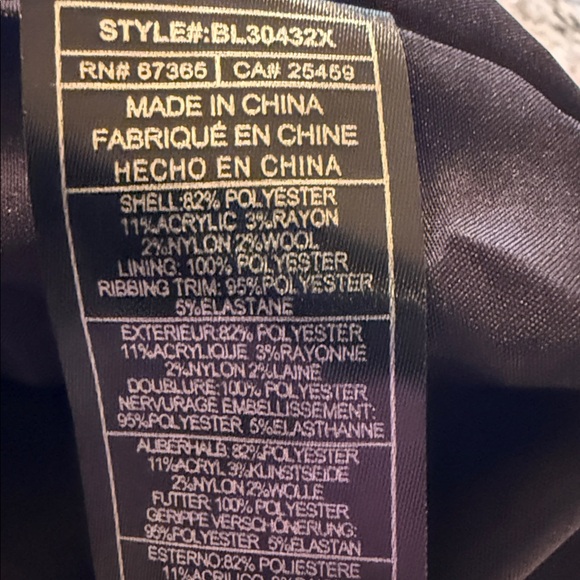 STYLE#:BL30432X
RN# 67365 CA# 25459
MADE IN CHINA
FABRIQUÉ EN CHINE
HECHO EN CHINA
SHELL:82% POLYESTER
11%ACRYLIC 3%RAYON
2%NYLON 2%WOOL
LINING: 100% POLYESTER
RIBBING TRIM: 95%POLYESTER
5%ELASTANE
EXTERIEUR:82% POLYESTER
11%ACRYLIQUE 3%RAYONNE
2%NYLON 2%LAINE
DOUBLURE:100% POLYESTER
NERVURAGE EMBELLISSEMENT:
95%POLYESTER 5%ELASTHANNE
AUBERHALB: 82%POLYESTER
11%ACRYL 3%KUNSTSEIDE
2%NYLON 2%WOLLE
FUTTER: 100% POLYESTER
GERIPPE VERSCHÖNERUNG:
95%POLYESTER 5%ELASTAN
ESTERNO:82% POLIESTERE